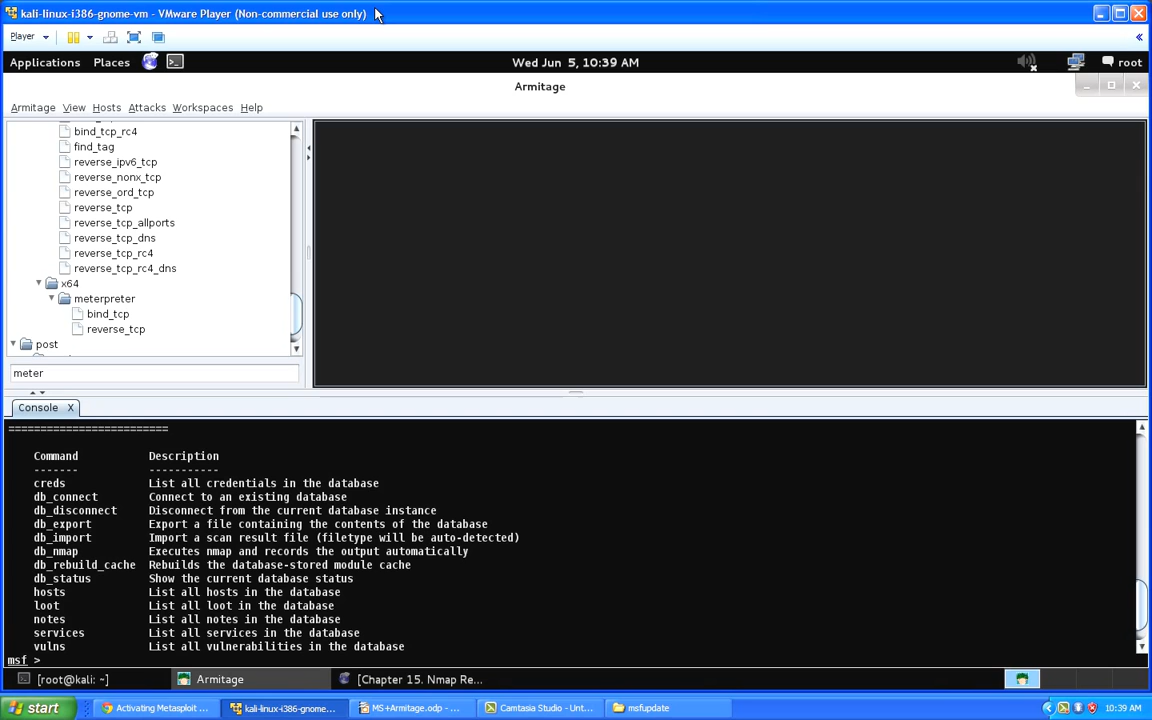 kali-linux-i386-gnome-vm - VMware Player (Non-commercial use only)
Player
Applications Places Wed Jun 5, 10:39 AM root
Armitage
Armitage View Hosts Attacks Workspaces Help
bind_tcp_rc4
find_tag
reverse_ipv6_tcp
reverse_nonx_tcp
reverse_ord_tcp
reverse_tcp
reverse_tcp_allports
reverse_tcp_dns
reverse_tcp_rc4
reverse_tcp_rc4_dns
x64
meterpreter
bind_tcp
reverse_tcp
post
meter
Console X
=========================
Command Description
------- -----------
creds List all credentials in the database
db_connect Connect to an existing database
db_disconnect Disconnect from the current database instance
db_export Export a file containing the contents of the database
db_import Import a scan result file (filetype will be auto-detected)
db_nmap Executes nmap and records the output automatically
db_rebuild_cache Rebuilds the database-stored module cache
db_status Show the current database status
hosts List all hosts in the database
loot List all loot in the database
notes List all notes in the database
services List all services in the database
vulns List all vulnerabilities in the database
msf >
[root@kali: ~] Armitage [Chapter 15. Nmap Re...
start Activating Metasploit ... kali-linux-i386-gnome... MS+Armitage.odp - ... Camtasia Studio - Unt... msfupdate 10:39 AM